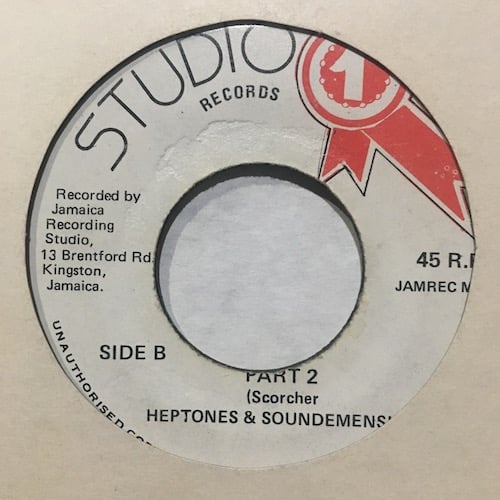 STUDIO 1
RECORDS
Recorded by
Jamaica
Recording
Studio,
13 Brentford Rd.
Kingston,
Jamaica.
45 R.
JAMREC
SIDE B
PART 2
(Scorcher
HEPTONES & SOUNDEMENS
UNAUTHORISED